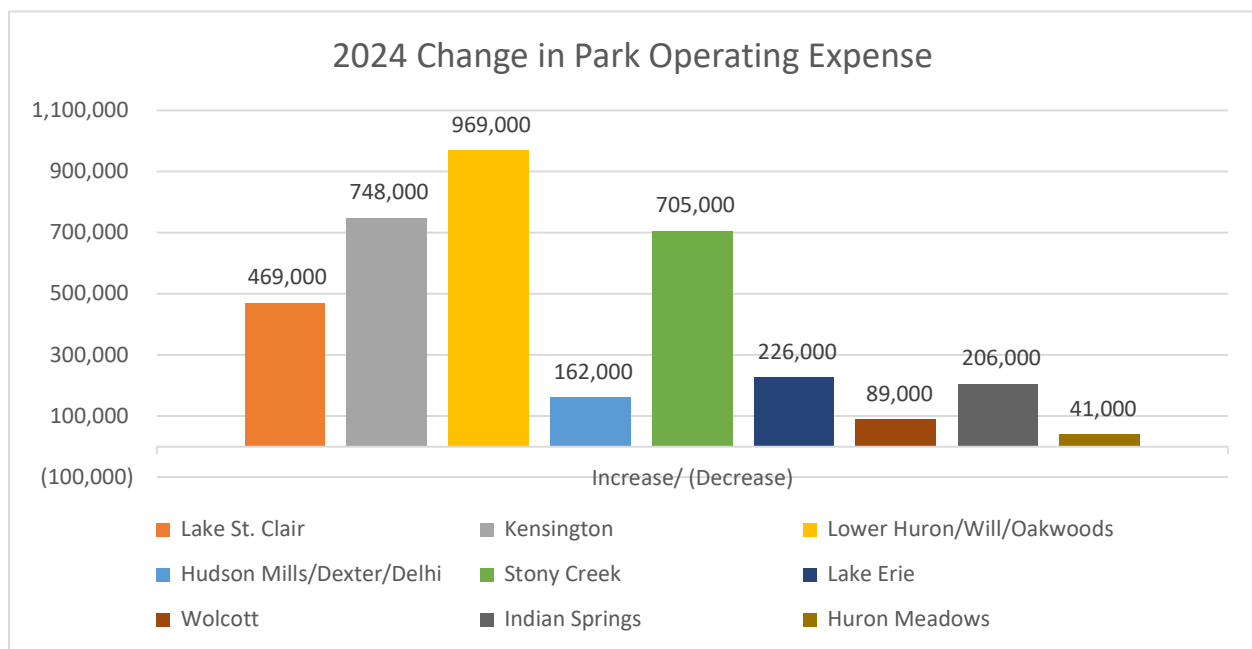 2024 Change in Park Operating Expense
1,100,000
900,000
700,000
500,000
300,000
100,000
(100,000)
469,000
748,000
969,000
162,000
705,000
226,000
89,000
206,000
41,000
Increase/ (Decrease)
Lake St. Clair
Kensington
Lower Huron/Will/Oakwoods
Hudson Mills/Dexter/Delhi
Stony Creek
Lake Erie
Wolcott
Indian Springs
Huron Meadows